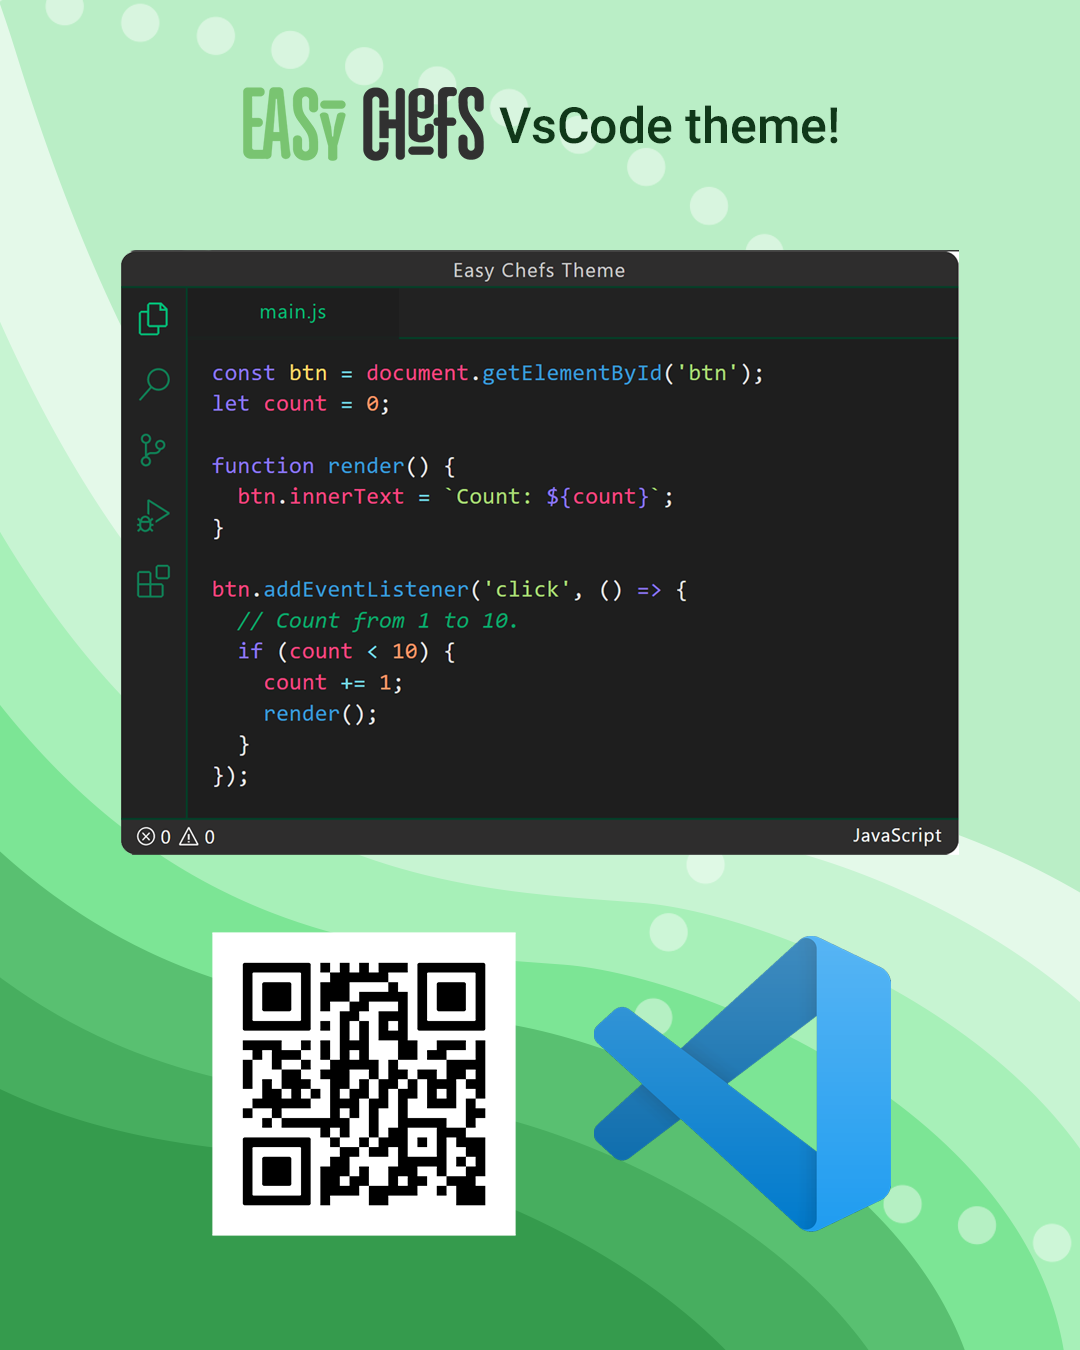 EASY CHEFS VsCode theme!
Easy Chefs Theme
main.js
const btn = document.getElementById('btn');
let count = 0;
function render() {
  btn.innerText = `Count: ${count}`;
}
btn.addEventListener('click', () => {
  // Count from 1 to 10.
  if (count < 10) {
    count += 1;
    render();
  }
});
0 0 JavaScript